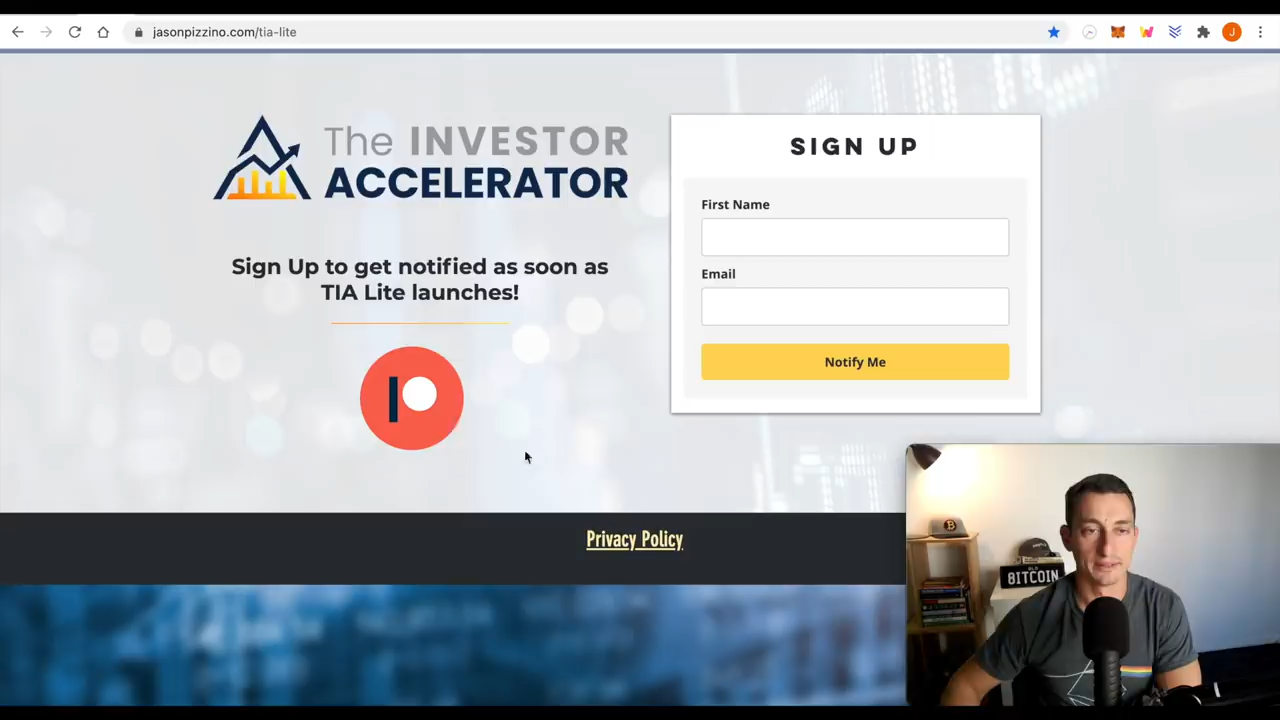 jasonpizzino.com/tia-lite
J
The INVESTOR
ACCELERATOR
Sign Up to get notified as soon as
TIA Lite launches!
SIGN UP
First Name
Email
Notify Me
Privacy Policy
BITCOIN